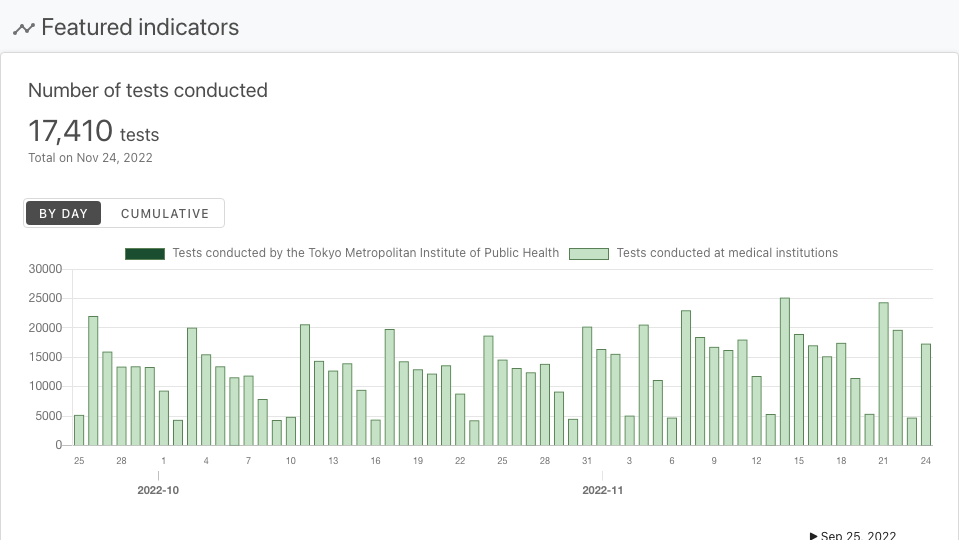 Featured indicators
Number of tests conducted
17,410 tests
Total on Nov 24, 2022
BY DAY CUMULATIVE
Tests conducted by the Tokyo Metropolitan Institute of Public Health Tests conducted at medical institutions
30000
25000
20000
15000
10000
5000
0
25 28 1 4 7 10 13 16 19 22 25 28 31 3 6 9 12 15 18 21 24
2022-10 2022-11
Sep 25, 2022